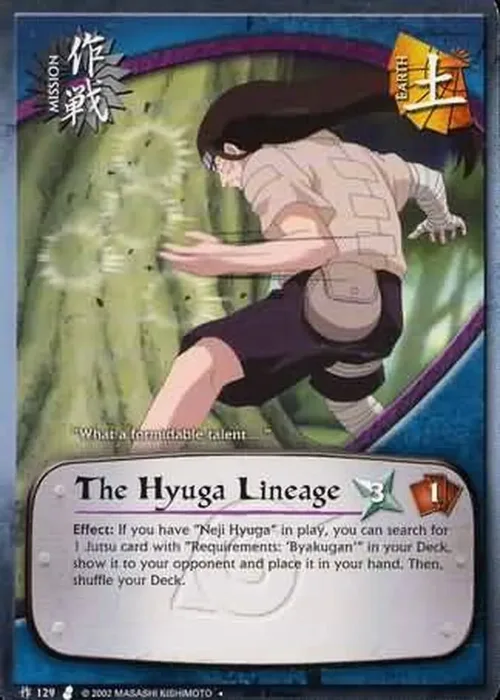 作戦
MISSION
EARTH
土
"What a formidable talent..."
The Hyuga Lineage 3 1
Effect: If you have "Neji Hyuga" in play, you can search for
1 Jutsu card with "Requirements: 'Byakugan'" in your Deck,
show it to your opponent and place it in your hand. Then,
shuffle your Deck.
作 129 © 2002 MASASHI KISHIMOTO